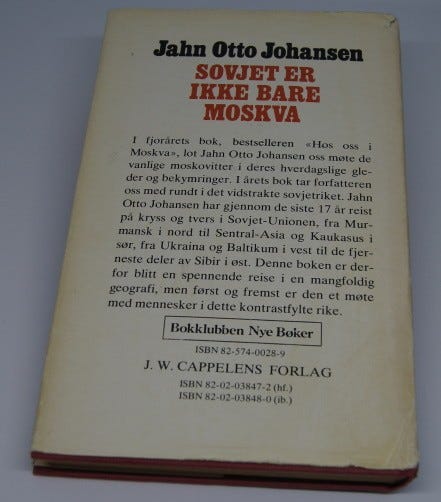 Jahn Otto Johansen
SOVJET ER
IKKE BARE
MOSKVA
I fjorårets bok, bestselleren «Hos oss i
Moskva», lot Jahn Otto Johansen oss møte de
vanlige moskovitter i deres hverdagslige gle-
der og bekymringer. I årets bok tar forfatteren
oss med rundt i det vidstrakte sovjetriket. Jahn
Otto Johansen har gjennom de siste 17 år reist
på kryss og tvers i Sovjet-Unionen, fra Mur-
mansk i nord til Sentral-Asia og Kaukasus i
sør, fra Ukraina og Baltikum i vest til de fjer-
neste deler av Sibir i øst. Denne boken er der-
for blitt en spennende reise i en mangfoldig
geografi, men først og fremst er den et møte
med mennesker i dette kontrastfylte rike.
Bokklubben Nye Bøker
ISBN 82-574-0028-9
J. W. CAPPELENS FORLAG
ISBN 82-02-03847-2 (hf.)
ISBN 82-02-03848-0 (ib.)